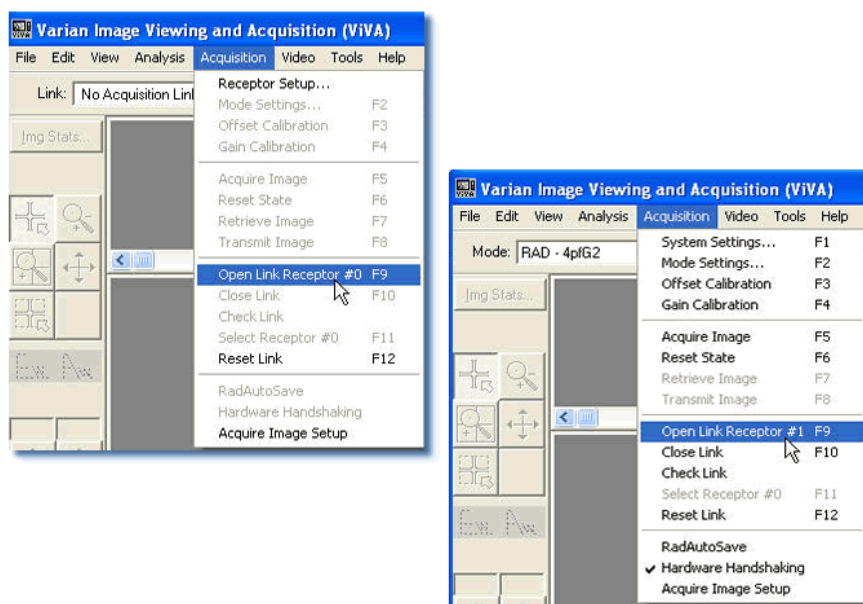 Varian Image Viewing and Acquisition (ViVA)
File Edit View Analysis Acquisition Video Tools Help
Link: No Acquisition Linl
Img Stats...
Receptor Setup...
Mode Settings... F2
Offset Calibration F3
Gain Calibration F4
Acquire Image F5
Reset State F6
Retrieve Image F7
Transmit Image F8
Open Link Receptor #0 F9
Close Link F10
Check Link
Select Receptor #0 F11
Reset Link F12
RadAutoSave
Hardware Handshaking
Acquire Image Setup
Varian Image Viewing and Acquisition (ViVA)
File Edit View Analysis Acquisition Video Tools Help
Mode: RAD - 4pfG2
Img Stats...
System Settings... F1
Mode Settings... F2
Offset Calibration F3
Gain Calibration F4
Acquire Image F5
Reset State F6
Retrieve Image F7
Transmit Image F8
Open Link Receptor #1 F9
Close Link F10
Check Link
Select Receptor #0 F11
Reset Link F12
RadAutoSave
Hardware Handshaking
Acquire Image Setup